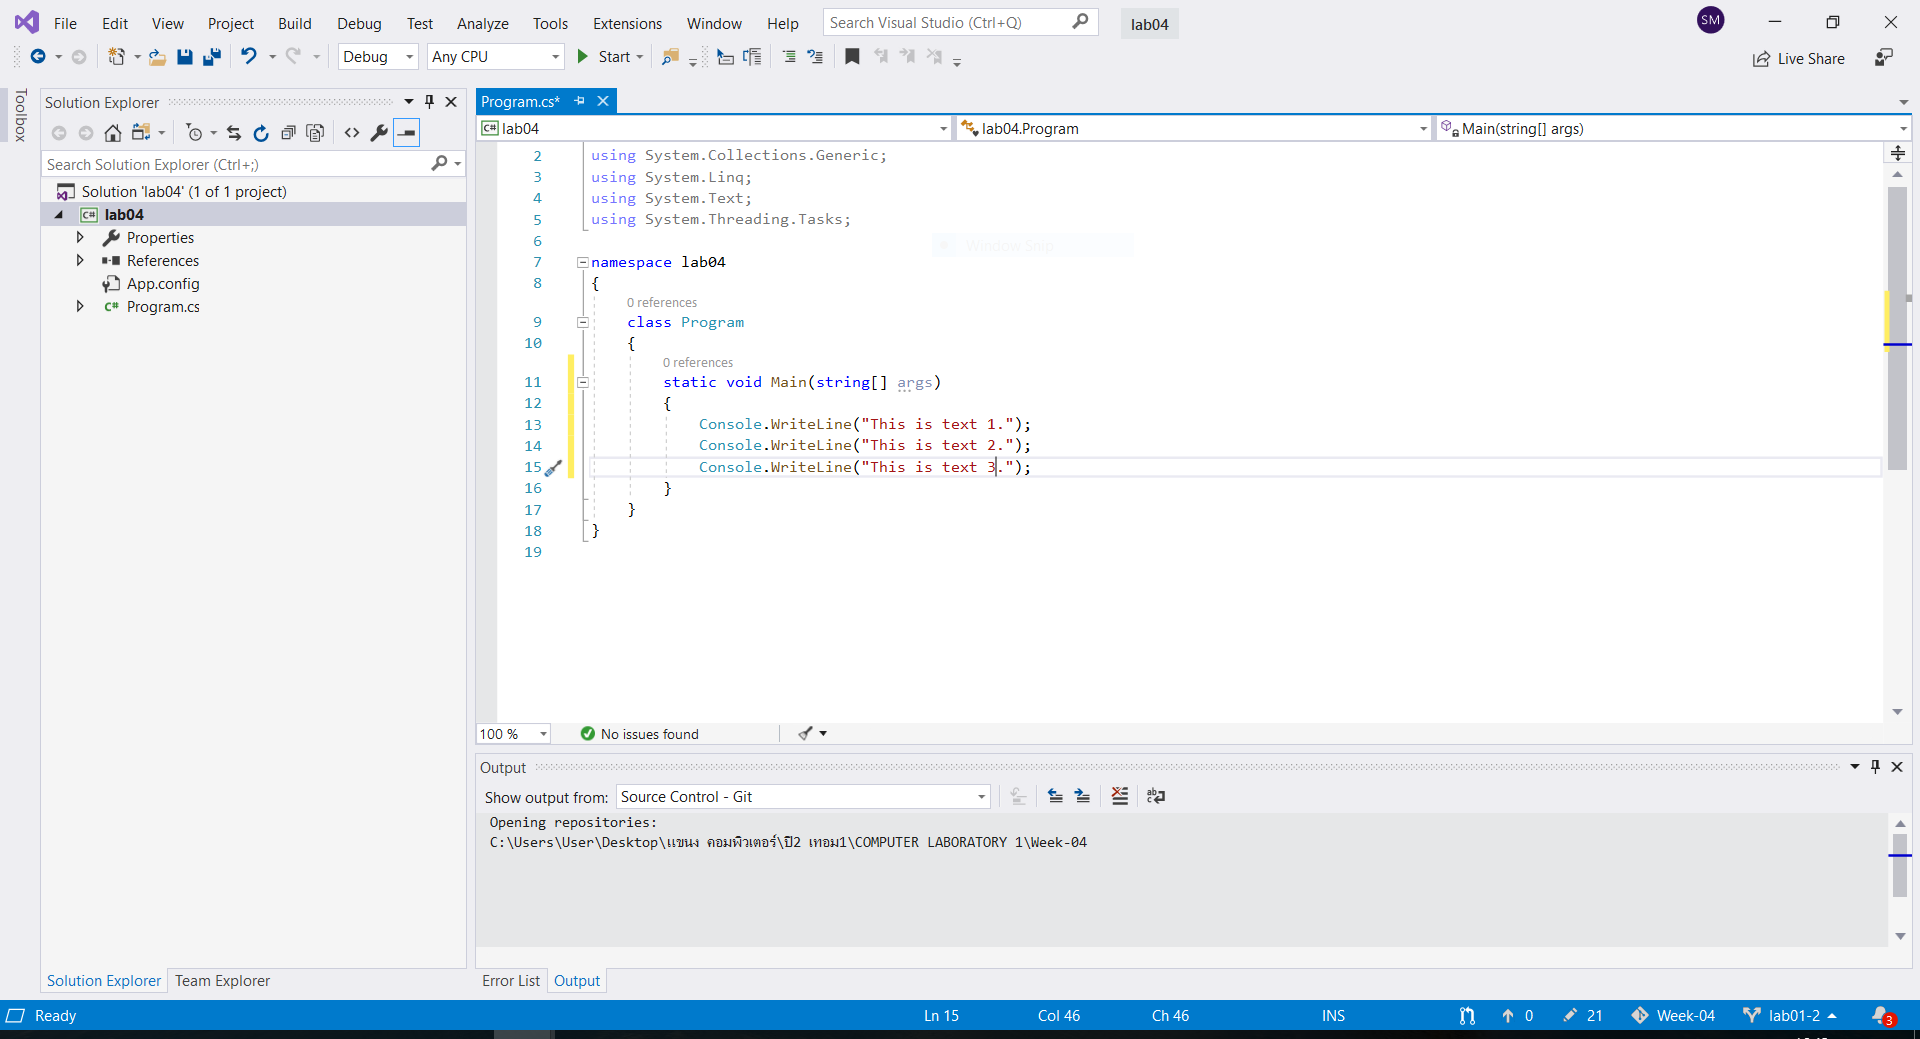 File Edit View Project Build Debug Test Analyze Tools Extensions Window Help Search Visual Studio (Ctrl+Q) lab04 SM
Debug Any CPU Start Live Share
Toolbox
Solution Explorer
Search Solution Explorer (Ctrl+;)
Solution 'lab04' (1 of 1 project)
C# lab04
Properties
References
App.config
C# Program.cs
Program.cs*
C# lab04 lab04.Program Main(string[] args)
2 using System.Collections.Generic;
3 using System.Linq;
4 using System.Text;
5 using System.Threading.Tasks;
6
Window Snip
7 namespace lab04
8 {
0 references
9 class Program
10 {
0 references
11 static void Main(string[] args)
12 {
13 Console.WriteLine("This is text 1.");
14 Console.WriteLine("This is text 2.");
15 Console.WriteLine("This is text 3.");
16 }
17 }
18 }
19
100 % No issues found
Output
Show output from: Source Control - Git
Opening repositories:
C:\Users\User\Desktop\แขนง คอมพิวเตอร์\ปี2 เทอม1\COMPUTER LABORATORY 1\Week-04
Solution Explorer Team Explorer
Error List Output
Ready Ln 15 Col 46 Ch 46 INS 0 21 Week-04 lab01-2 3